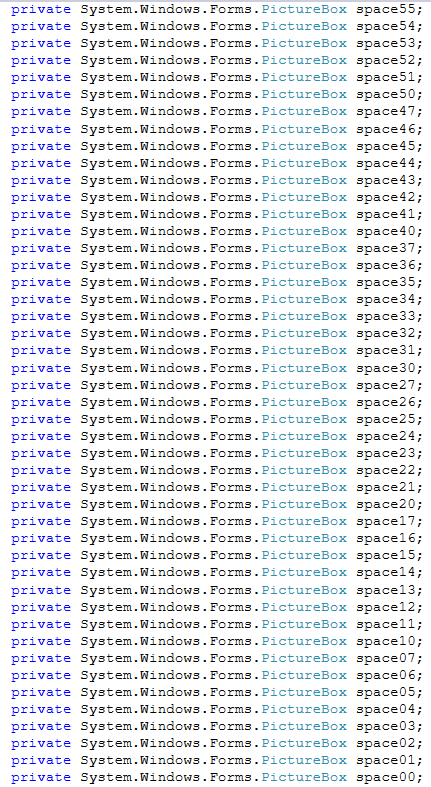 private System.Windows.Forms.PictureBox space55;
private System.Windows.Forms.PictureBox space54;
private System.Windows.Forms.PictureBox space53;
private System.Windows.Forms.PictureBox space52;
private System.Windows.Forms.PictureBox space51;
private System.Windows.Forms.PictureBox space50;
private System.Windows.Forms.PictureBox space47;
private System.Windows.Forms.PictureBox space46;
private System.Windows.Forms.PictureBox space45;
private System.Windows.Forms.PictureBox space44;
private System.Windows.Forms.PictureBox space43;
private System.Windows.Forms.PictureBox space42;
private System.Windows.Forms.PictureBox space41;
private System.Windows.Forms.PictureBox space40;
private System.Windows.Forms.PictureBox space37;
private System.Windows.Forms.PictureBox space36;
private System.Windows.Forms.PictureBox space35;
private System.Windows.Forms.PictureBox space34;
private System.Windows.Forms.PictureBox space33;
private System.Windows.Forms.PictureBox space32;
private System.Windows.Forms.PictureBox space31;
private System.Windows.Forms.PictureBox space30;
private System.Windows.Forms.PictureBox space27;
private System.Windows.Forms.PictureBox space26;
private System.Windows.Forms.PictureBox space25;
private System.Windows.Forms.PictureBox space24;
private System.Windows.Forms.PictureBox space23;
private System.Windows.Forms.PictureBox space22;
private System.Windows.Forms.PictureBox space21;
private System.Windows.Forms.PictureBox space20;
private System.Windows.Forms.PictureBox space17;
private System.Windows.Forms.PictureBox space16;
private System.Windows.Forms.PictureBox space15;
private System.Windows.Forms.PictureBox space14;
private System.Windows.Forms.PictureBox space13;
private System.Windows.Forms.PictureBox space12;
private System.Windows.Forms.PictureBox space11;
private System.Windows.Forms.PictureBox space10;
private System.Windows.Forms.PictureBox space07;
private System.Windows.Forms.PictureBox space06;
private System.Windows.Forms.PictureBox space05;
private System.Windows.Forms.PictureBox space04;
private System.Windows.Forms.PictureBox space03;
private System.Windows.Forms.PictureBox space02;
private System.Windows.Forms.PictureBox space01;
private System.Windows.Forms.PictureBox space00;